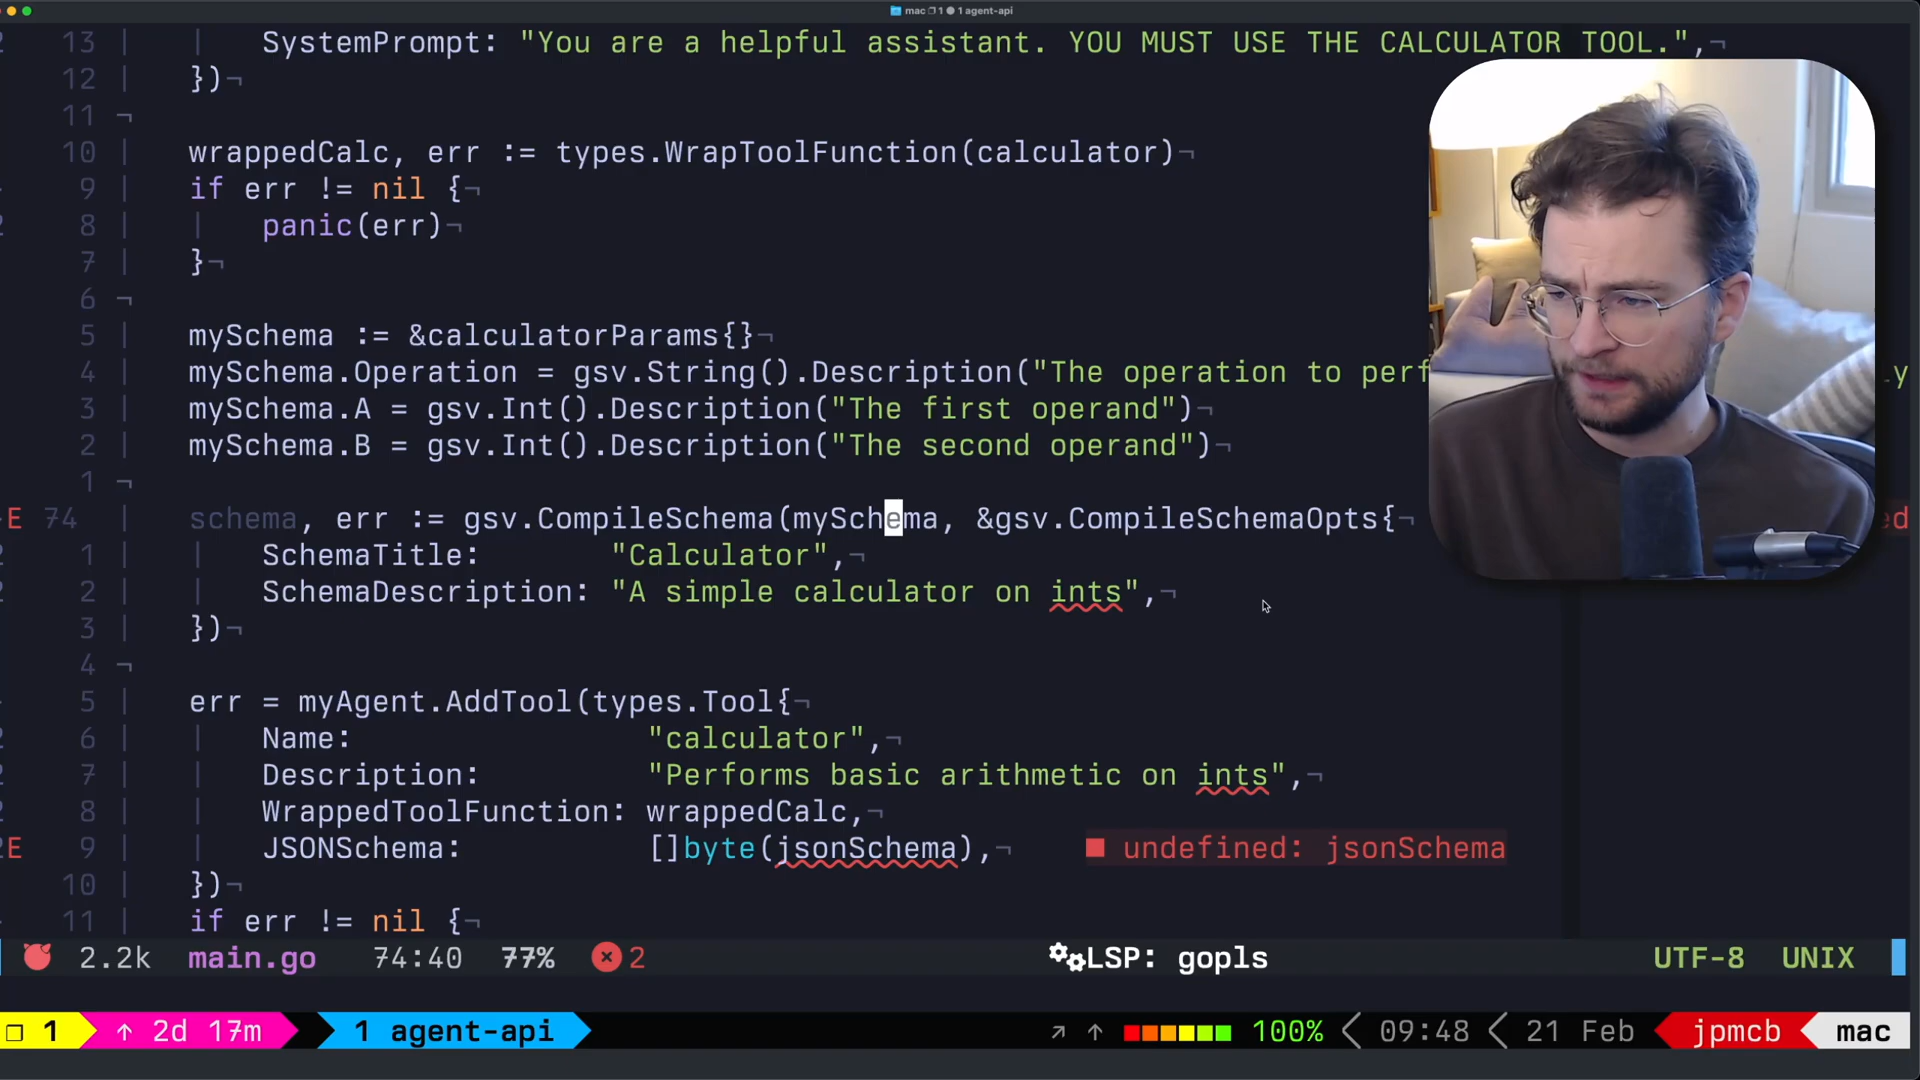 mac 1 1 agent-api
13 SystemPrompt: "You are a helpful assistant. YOU MUST USE THE CALCULATOR TOOL.",¬
12 })¬
11 ¬
10 wrappedCalc, err := types.WrapToolFunction(calculator)¬
9 if err != nil {¬
8 panic(err)¬
7 }¬
6 ¬
5 mySchema := &calculatorParams{}¬
4 mySchema.Operation = gsv.String().Description("The operation to
3 mySchema.A = gsv.Int().Description("The first operand")¬
2 mySchema.B = gsv.Int().Description("The second operand")¬
1 ¬
E 74 schema, err := gsv.CompileSchema(mySchema, &gsv.CompileSchemaOpts{¬
1 SchemaTitle: "Calculator",¬
2 SchemaDescription: "A simple calculator on ints",¬
3 })¬
4 ¬
5 err = myAgent.AddTool(types.Tool{¬
6 Name: "calculator",¬
7 Description: "Performs basic arithmetic on ints",¬
8 WrappedToolFunction: wrappedCalc,¬
E 9 JSONSchema: []byte(jsonSchema),¬ ■ undefined: jsonSchema
10 })¬
11 if err != nil {¬
2.2k main.go 74:40 77% 2 LSP: gopls UTF-8 UNIX
1 ↑ 2d 17m 1 agent-api ↗ ↑ 100% 09:48 21 Feb jpmcb mac